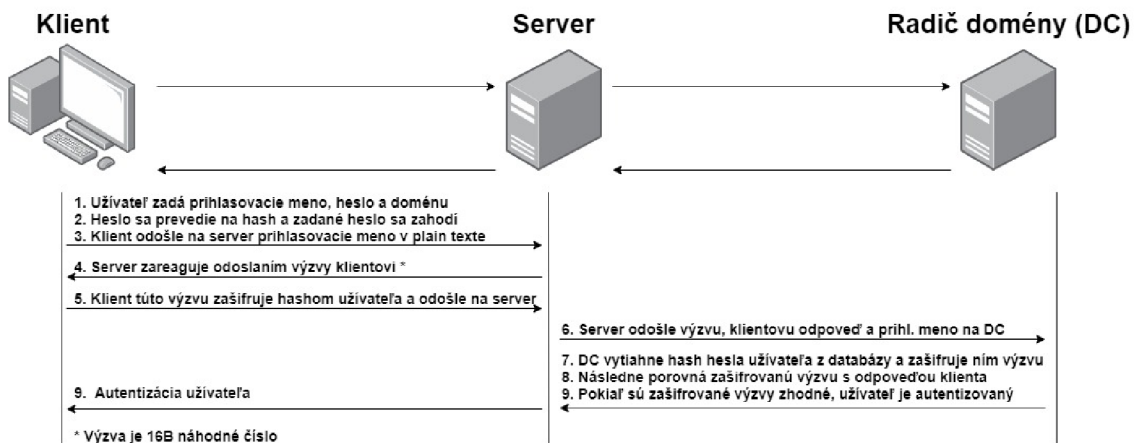 Klient
Server
Radič domény (DC)
1. Užívateľ zadá prihlasovacie meno, heslo a doménu
2. Heslo sa prevedie na hash a zadané heslo sa zahodí
3. Klient odošle na server prihlasovacie meno v plain texte
4. Server zareaguje odoslaním výzvy klientovi *
5. Klient túto výzvu zašifruje hashom užívateľa a odošle na server
6. Server odošle výzvu, klientovu odpoveď a prihl. meno na DC
7. DC vytiahne hash hesla užívateľa z databázy a zašifruje ním výzvu
8. Následne porovná zašifrovanú výzvu s odpoveďou klienta
9. Pokiaľ sú zašifrované výzvy zhodné, užívateľ je autentizovaný
9. Autentizácia užívateľa
* Výzva je 16B náhodné číslo